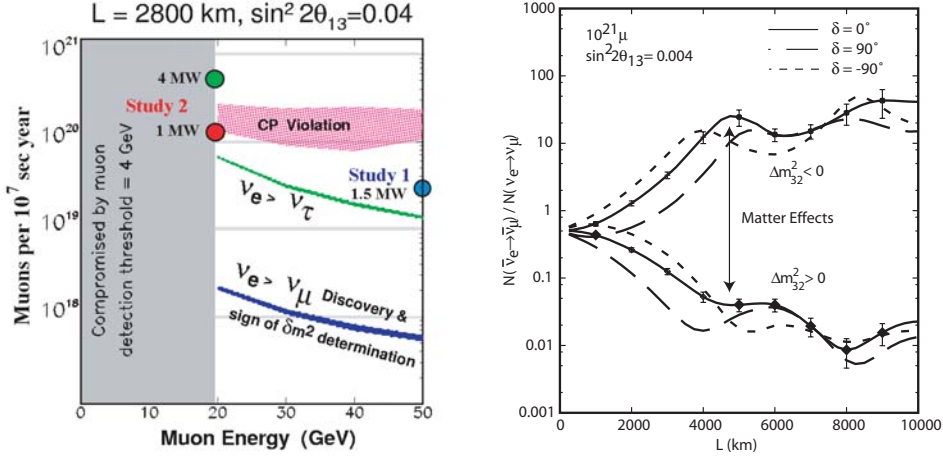 L = 2800 km, sin² 2θ₁₃=0.04
Muons per 10⁷ sec year
10²¹
10²⁰
10¹⁹
10¹⁸
Compromised by muon
detection threshold = 4 GeV
4 MW
Study 2
1 MW
CP Violation
Study 1
1.5 MW
νe> ντ
νe> νμ Discovery &
sign of δm² determination
0 10 20 30 40 50
Muon Energy (GeV)
N( ν̅e→ν̅μ) / N( νe→νμ)
100
10
1
0.1
0.01
0.001
10²¹μ
sin²2θ₁₃= 0.004
δ = 0°
δ = 90°
δ = -90°
Δm²₃₂< 0
Matter Effects
Δm²₃₂> 0
0 2000 4000 6000 8000 10000
L (km)